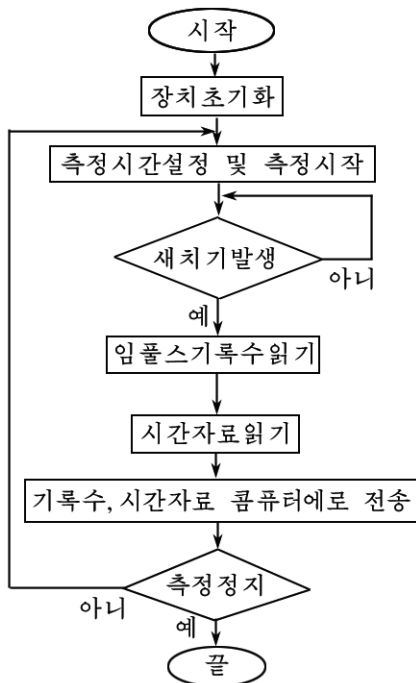 시작
장치초기화
측정시간설정 및 측정시작
새치기발생
아니
예
임풀스기록수읽기
시간자료읽기
기록수, 시간자료 콤퓨터에로 전송
측정정지
아니
예
끝